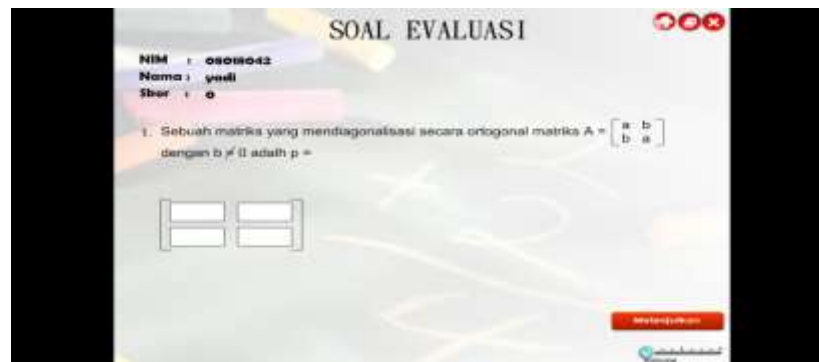 SOAL EVALUASI
NIM : 08018042
Nama : yadi
Skor : 0
1. Sebuah matriks yang mendiagonalisasi secara ortogonal matriks A = [ a b
b a ]
dengan b ≠ 0 adalh p =
Melanjutkan